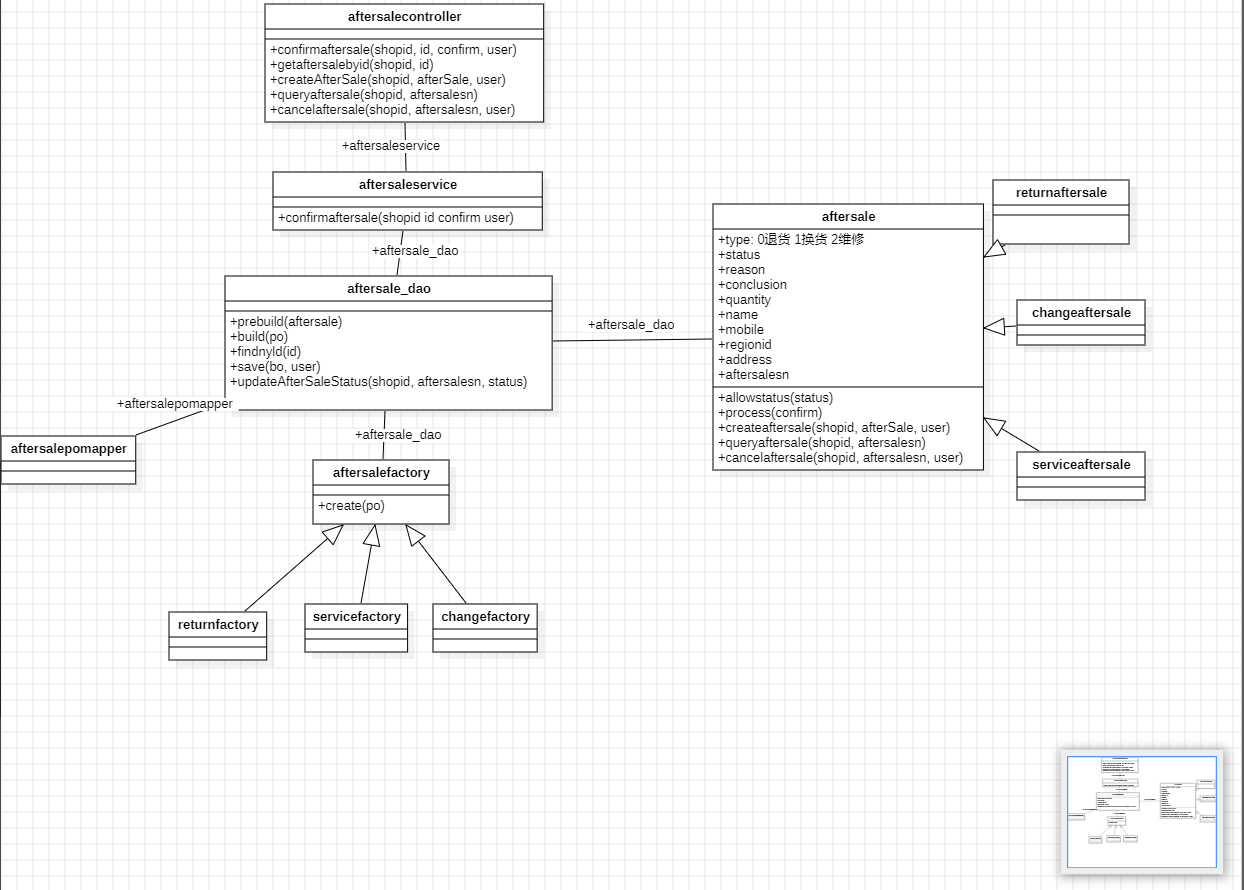 aftersalecontroller
+confirmaftersale(shopid, id, confirm, user)
+getaftersalebyid(shopid, id)
+createAfterSale(shopid, afterSale, user)
+queryaftersale(shopid, aftersalesn)
+cancelaftersale(shopid, aftersalesn, user)
+aftersaleservice
aftersaleservice
+confirmaftersale(shopid id confirm user)
+aftersale_dao
aftersale_dao
+prebuild(aftersale)
+build(po)
+findnyId(id)
+save(bo, user)
+updateAfterSaleStatus(shopid, aftersalesn, status)
+aftersalepomapper
aftersalepomapper
+aftersale_dao
aftersalefactory
+create(po)
returnfactory
servicefactory
changefactory
+aftersale_dao
aftersale
+type: 0退货 1换货 2维修
+status
+reason
+conclusion
+quantity
+name
+mobile
+regionid
+address
+aftersalesn
+allowstatus(status)
+process(confirm)
+createaftersale(shopid, afterSale, user)
+queryaftersale(shopid, aftersalesn)
+cancelaftersale(shopid, aftersalesn, user)
returnaftersale
changeaftersale
serviceaftersale